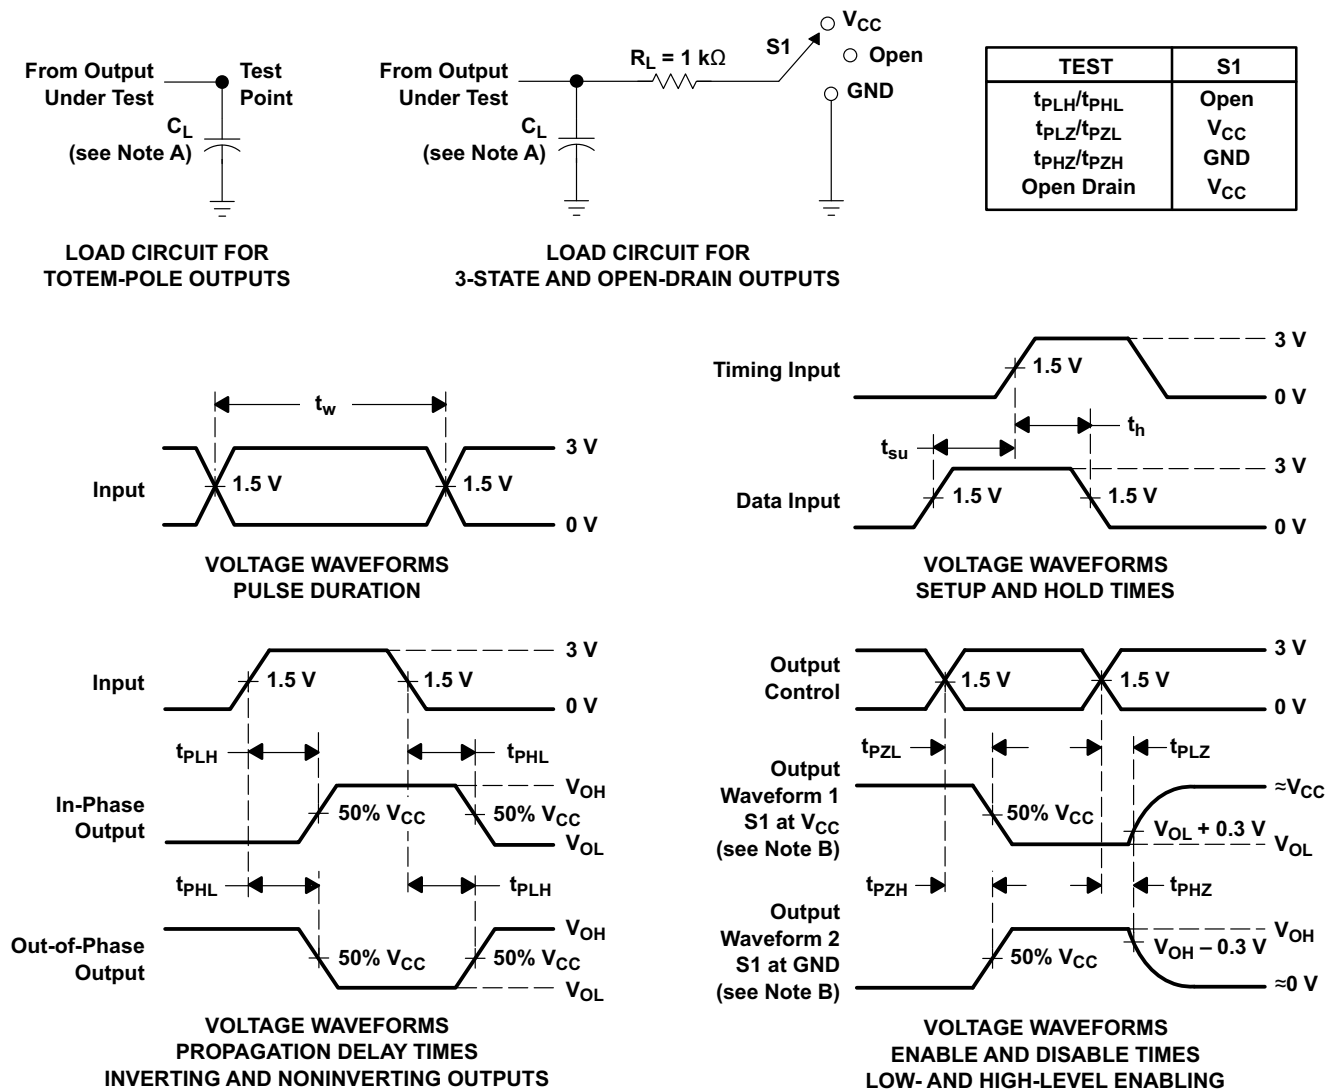 From Output
Under Test
Test
Point
CL
(see Note A)
LOAD CIRCUIT FOR
TOTEM-POLE OUTPUTS
From Output
Under Test
CL
(see Note A)
RL = 1 kΩ
S1
VCC
Open
GND
LOAD CIRCUIT FOR
3-STATE AND OPEN-DRAIN OUTPUTS
TEST S1
tPLH/tPHL Open
tPLZ/tPZL VCC
tPHZ/tPZH GND
Open Drain VCC
tw
Input
1.5 V
1.5 V
3 V
0 V
VOLTAGE WAVEFORMS
PULSE DURATION
Timing Input
1.5 V
3 V
0 V
tsu
th
Data Input
1.5 V
1.5 V
3 V
0 V
VOLTAGE WAVEFORMS
SETUP AND HOLD TIMES
Input
1.5 V
1.5 V
3 V
0 V
tPLH
tPHL
In-Phase
Output
50% VCC
50% VCC
VOH
VOL
tPHL
tPLH
Out-of-Phase
Output
50% VCC
50% VCC
VOH
VOL
VOLTAGE WAVEFORMS
PROPAGATION DELAY TIMES
INVERTING AND NONINVERTING OUTPUTS
Output
Control
1.5 V
1.5 V
3 V
0 V
tPZL
tPLZ
Output
Waveform 1
S1 at VCC
(see Note B)
50% VCC
VOL + 0.3 V
≈VCC
VOL
tPZH
tPHZ
Output
Waveform 2
S1 at GND
(see Note B)
50% VCC
VOH – 0.3 V
VOH
≈0 V
VOLTAGE WAVEFORMS
ENABLE AND DISABLE TIMES
LOW- AND HIGH-LEVEL ENABLING